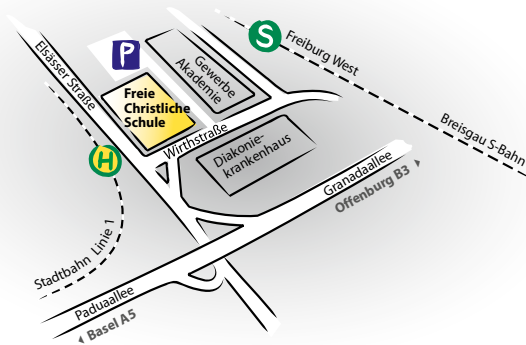 Elsässer Straße
P
Gewerbe
Akademie
S
Freiburg West
Breisgau S-Bahn
Freie
Christliche
Schule
Wirthstraße
Diakonie-
krankenhaus
H
Granadaallee
Offenburg B3
Stadtbahn Linie 1
Paduaallee
Basel A5